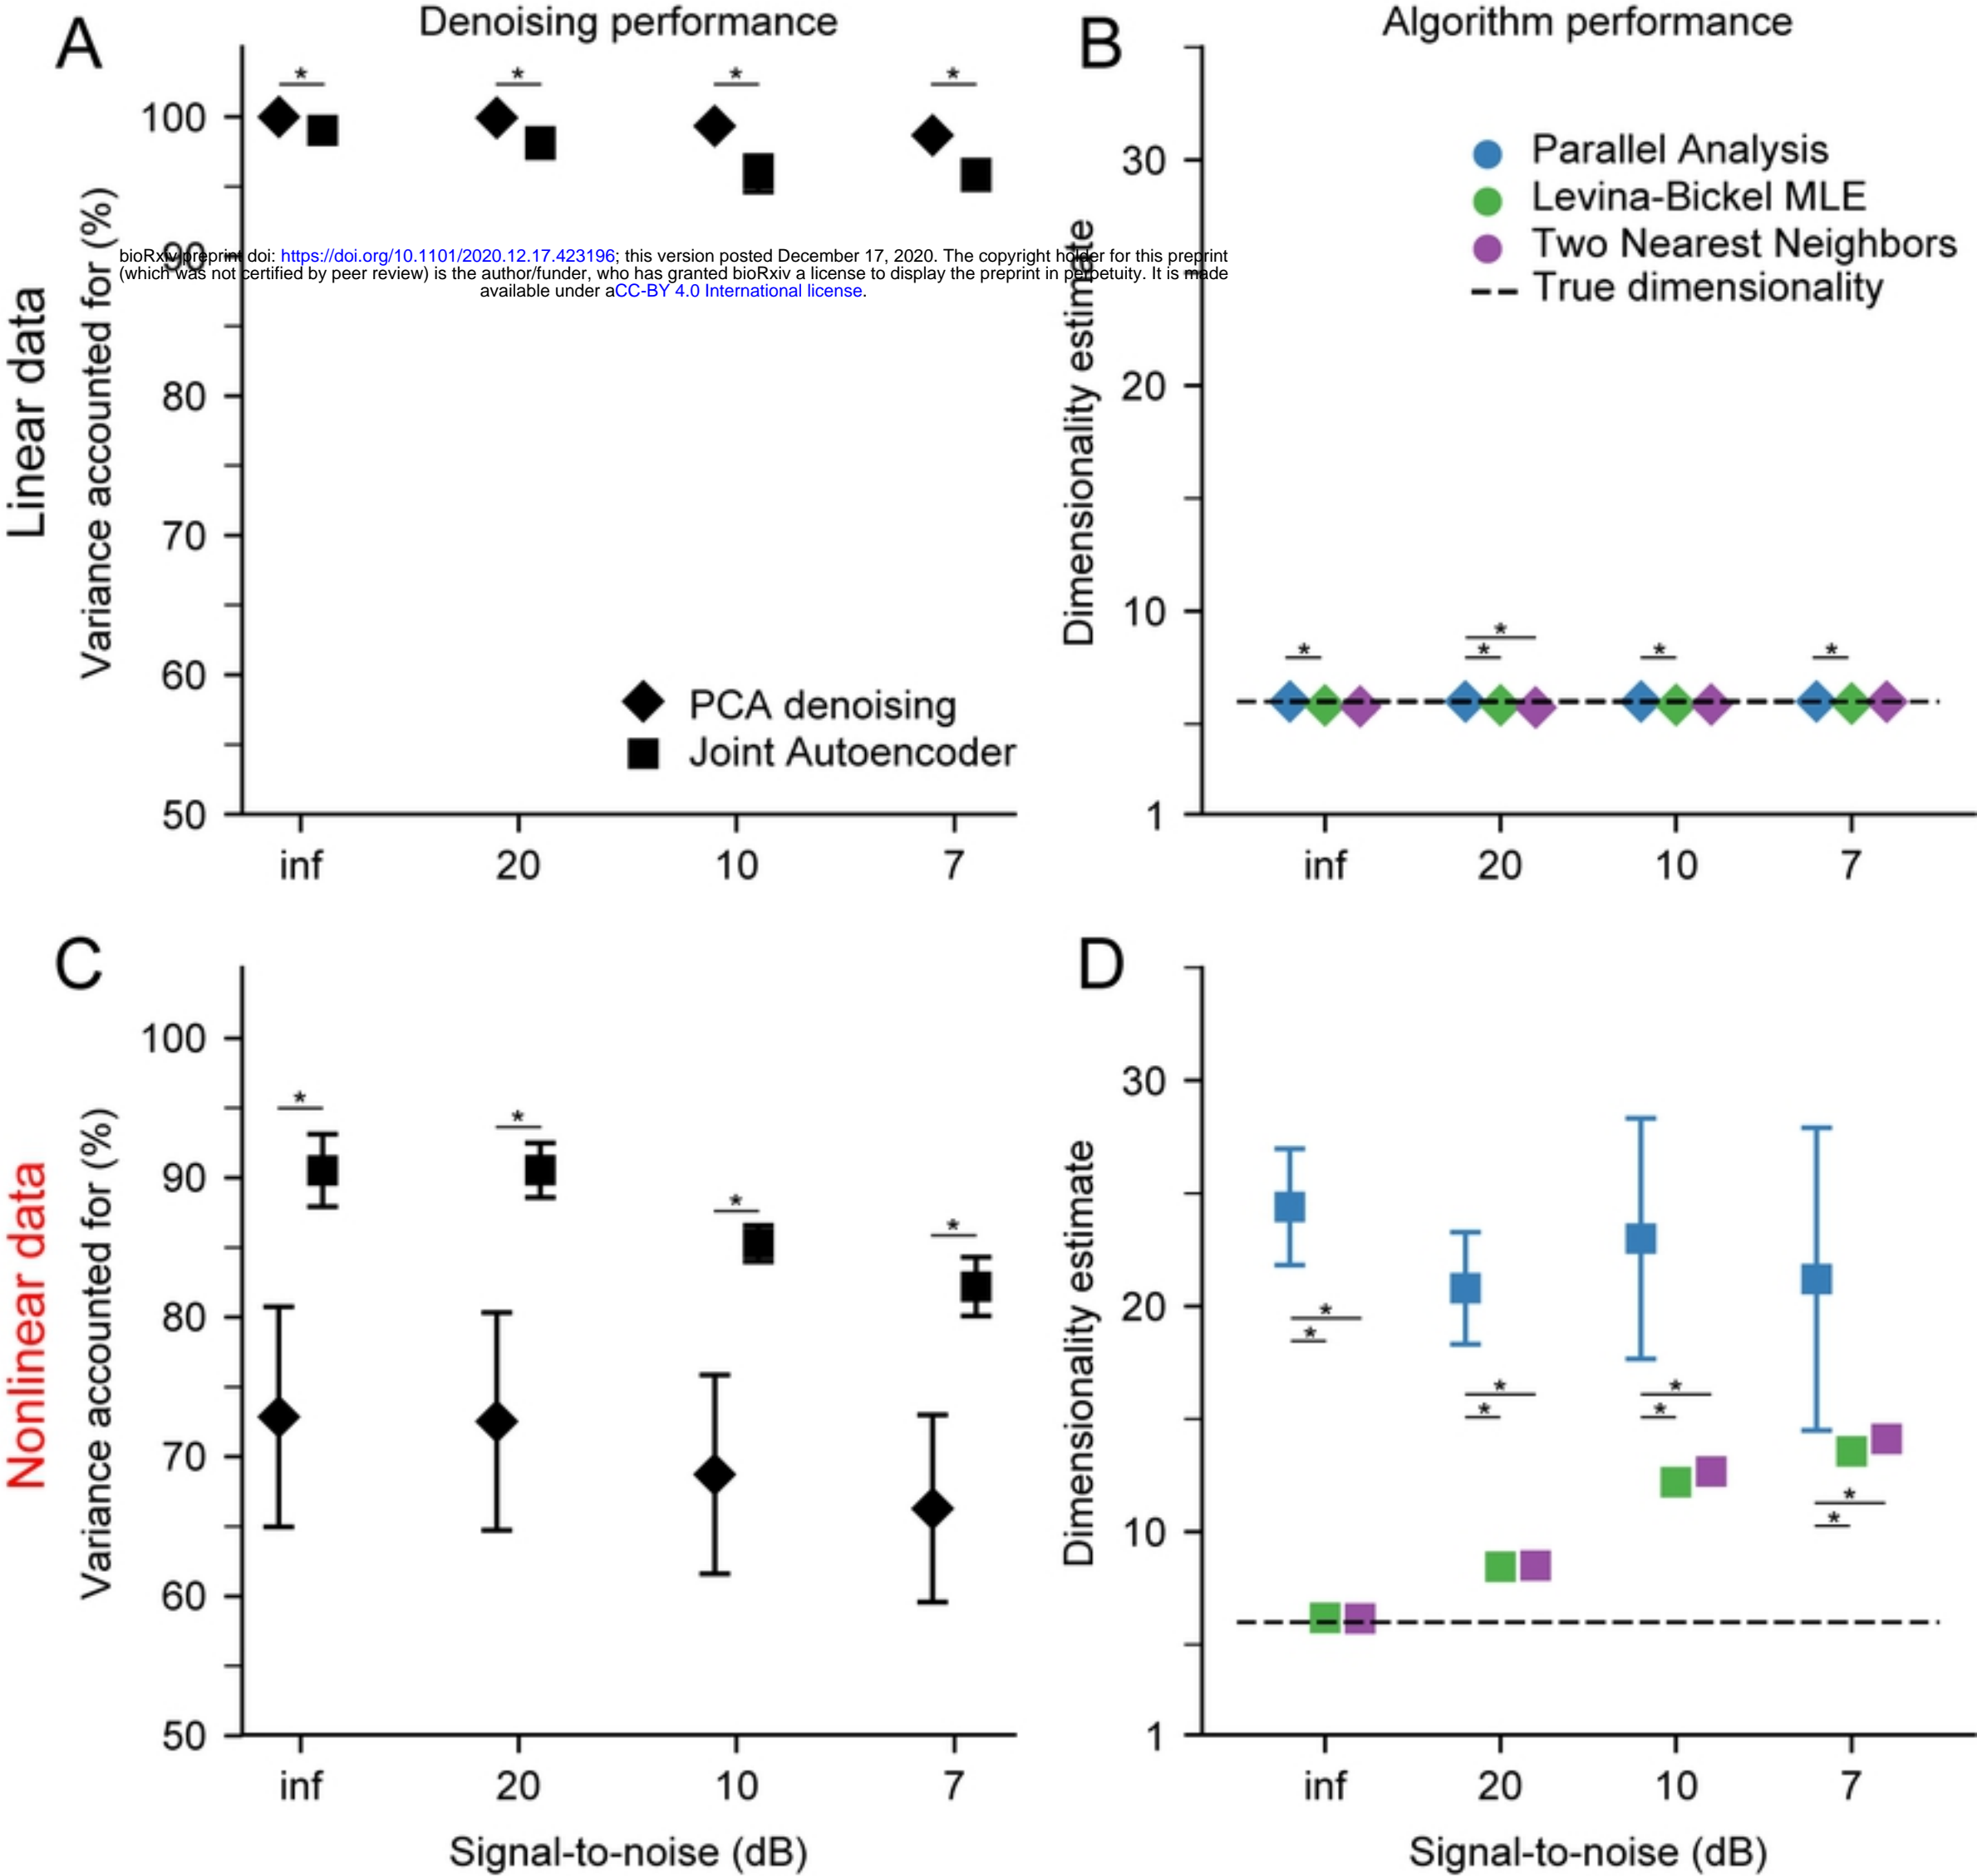 A
Denoising performance
Linear data
Variance accounted for (%)
100
90
80
70
60
50
*
*
*
*
PCA denoising
Joint Autoencoder
inf
20
10
7
bioRxiv preprint doi: https://doi.org/10.1101/2020.12.17.423196; this version posted December 17, 2020. The copyright holder for this preprint
(which was not certified by peer review) is the author/funder, who has granted bioRxiv a license to display the preprint in perpetuity. It is made
available under aCC-BY 4.0 International license.
B
Algorithm performance
Dimensionality estimate
30
20
10
1
Parallel Analysis
Levina-Bickel MLE
Two Nearest Neighbors
True dimensionality
*
*
*
*
*
inf
20
10
7
C
Nonlinear data
Variance accounted for (%)
100
90
80
70
60
50
*
*
*
*
inf
20
10
7
Signal-to-noise (dB)
D
Dimensionality estimate
30
20
10
1
*
*
*
*
*
*
*
*
inf
20
10
7
Signal-to-noise (dB)